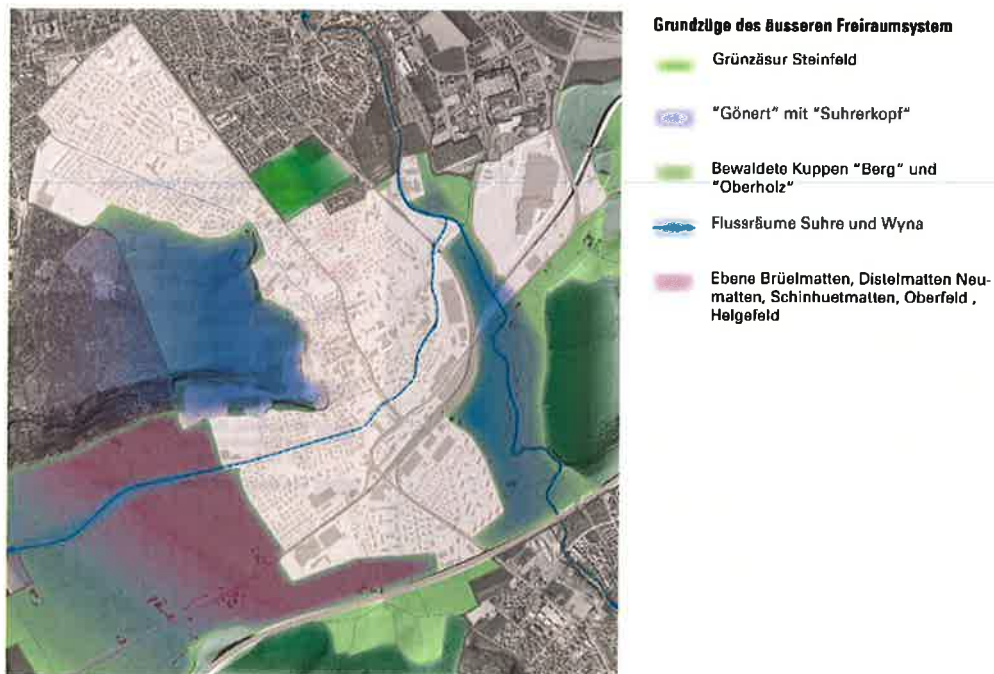 Grundzüge des äusseren Freiraumsystem
Grünzäsur Steinfeld
"Gönert" mit "Suhrerkopf"
Bewaldete Kuppen "Berg" und
"Oberholz"
Flussräume Suhre und Wyna
Ebene Brüelmatten, Distelmatten Neu-
matten, Schinhuetmatten, Oberfeld ,
Helgefeld